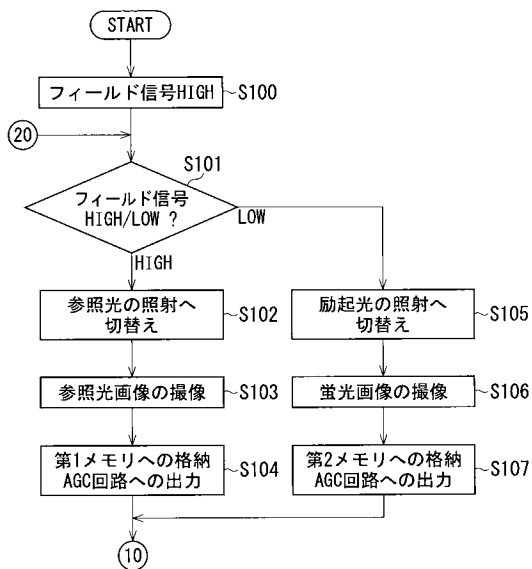 START
フィールド信号HIGH
S100
20
S101
フィールド信号
HIGH/LOW ?
LOW
HIGH
参照光の照射へ
切替え
S102
励起光の照射へ
切替え
S105
参照光画像の撮像
S103
蛍光画像の撮像
S106
第1メモリへの格納
AGC回路への出力
S104
第2メモリへの格納
AGC回路への出力
S107
10